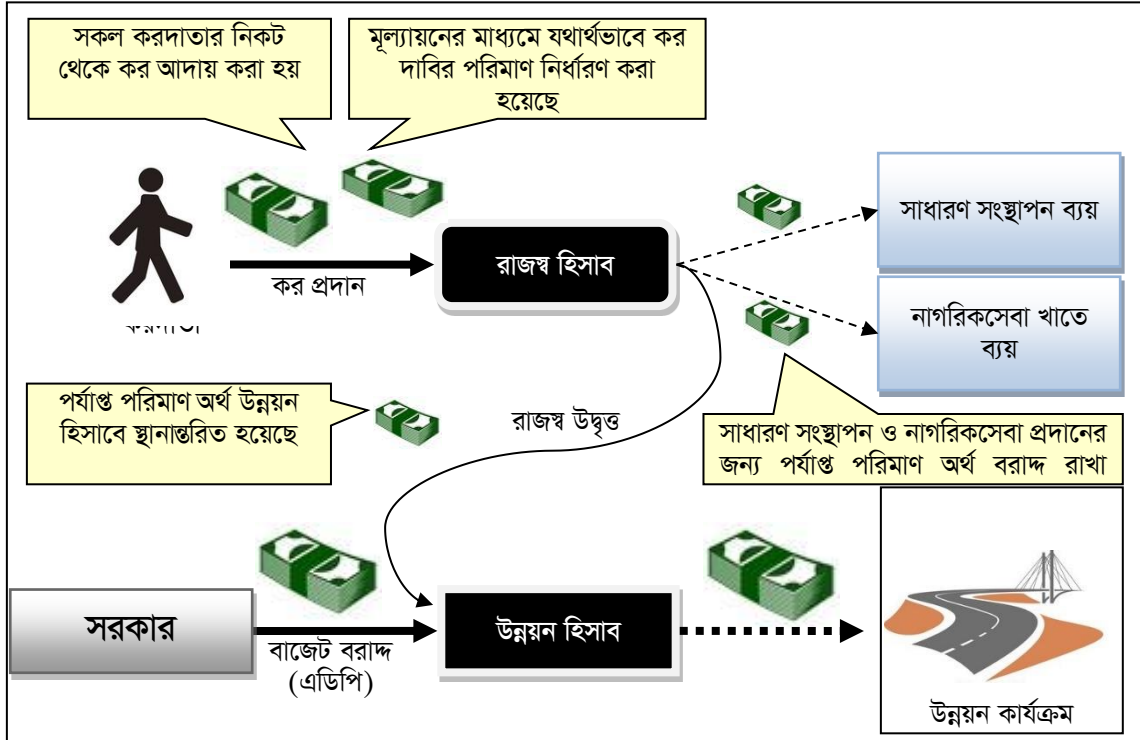 সকল করদাতার নিকট
থেকে কর আদায় করা হয়
মূল্যায়নের মাধ্যমে যথার্থভাবে কর
দাবির পরিমাণ নির্ধারণ করা
হয়েছে
সাধারণ সংস্থাপন ব্যয়
রাজস্ব হিসাব
কর প্রদান
করদাতা
নাগরিকসেবা খাতে
ব্যয়
পর্যাপ্ত পরিমাণ অর্থ উন্নয়ন
হিসাবে স্থানান্তরিত হয়েছে
রাজস্ব উদ্বৃত্ত
সাধারণ সংস্থাপন ও নাগরিকসেবা প্রদানের
জন্য পর্যাপ্ত পরিমাণ অর্থ বরাদ্দ রাখা
সরকার
বাজেট বরাদ্দ
(এডিপি)
উন্নয়ন হিসাব
উন্নয়ন কার্যক্রম